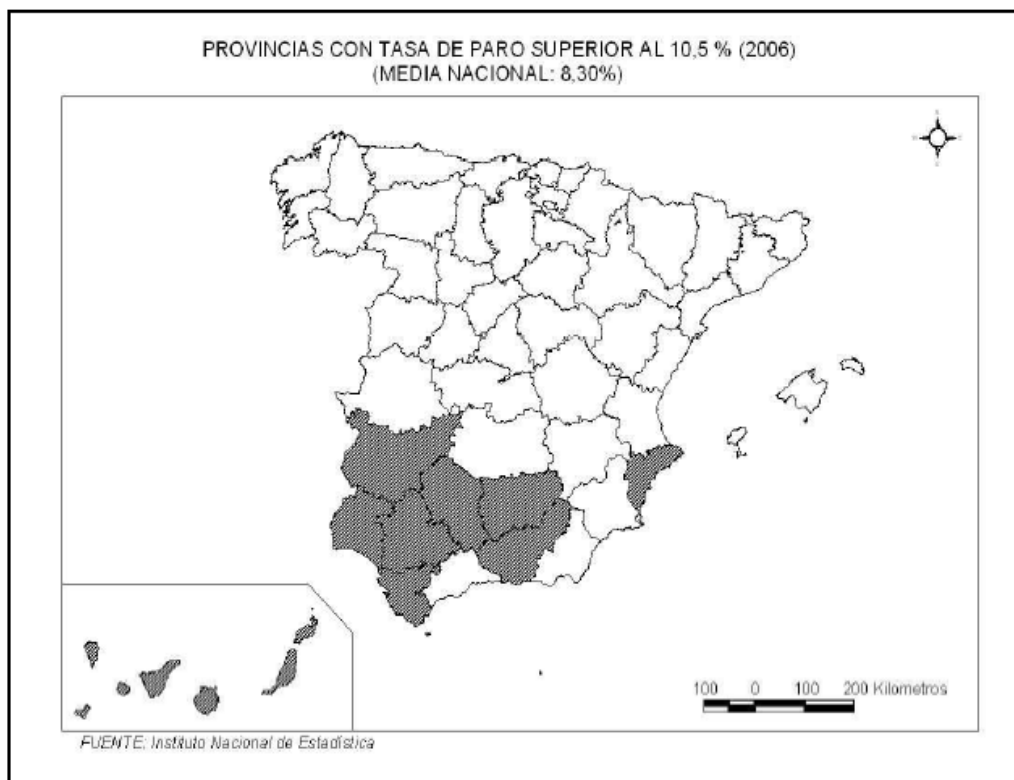 PROVINCIAS CON TASA DE PARO SUPERIOR AL 10,5 % (2006)
(MEDIA NACIONAL: 8,30%)
100 0 100 200 Kilometros
FUENTE: Instituto Nacional de Estadística